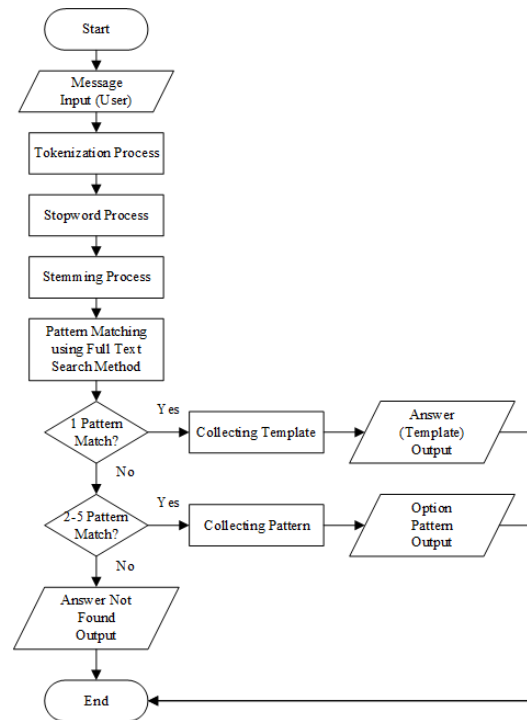 Start
Message
Input (User)
Tokenization Process
Stopword Process
Stemming Process
Pattern Matching
using Full Text
Search Method
1 Pattern
Match?
Yes
Collecting Template
Answer
(Template)
Output
No
2-5 Pattern
Match?
Yes
Collecting Pattern
Option
Pattern
Output
No
Answer Not
Found
Output
End